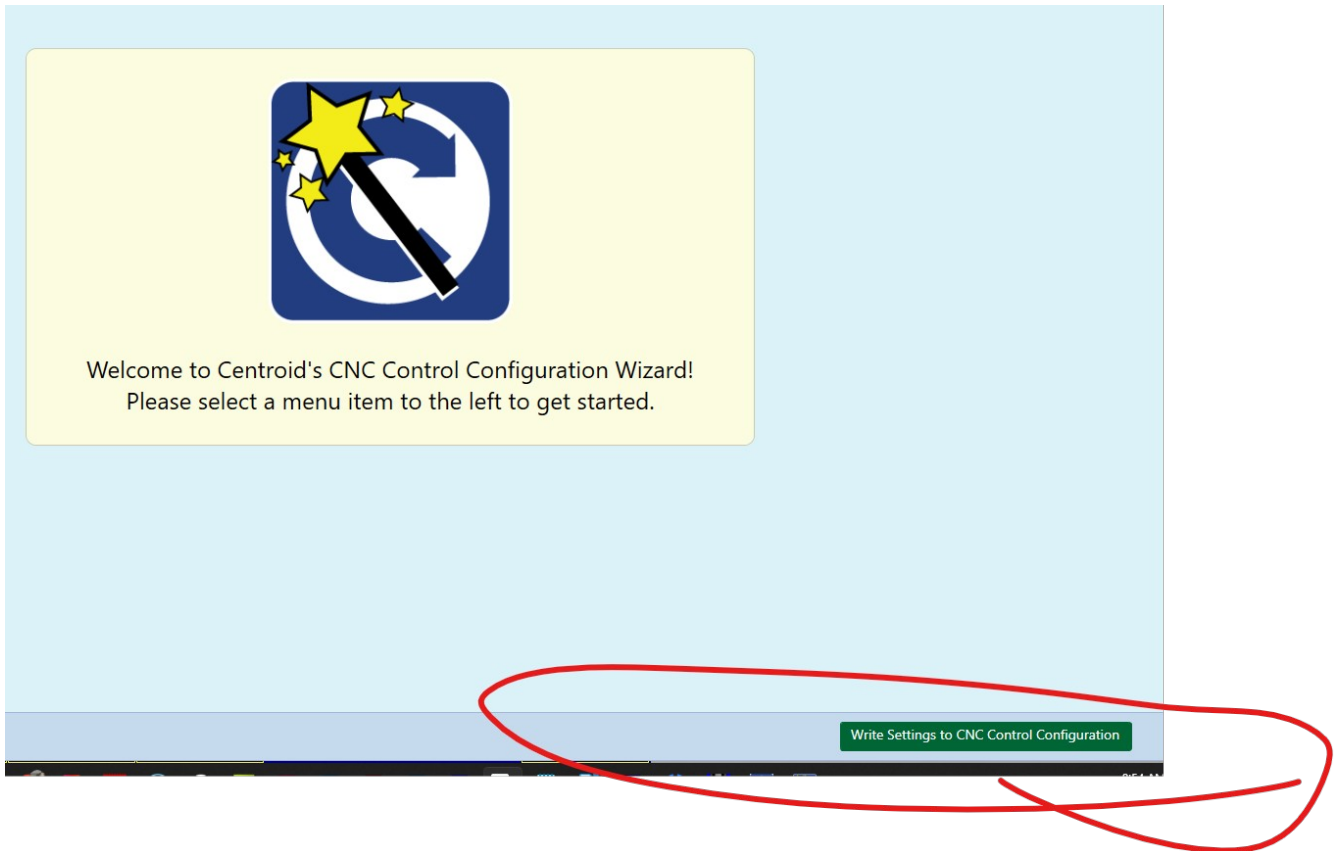 Welcome to Centroid's CNC Control Configuration Wizard!
Please select a menu item to the left to get started.
Write Settings to CNC Control Configuration